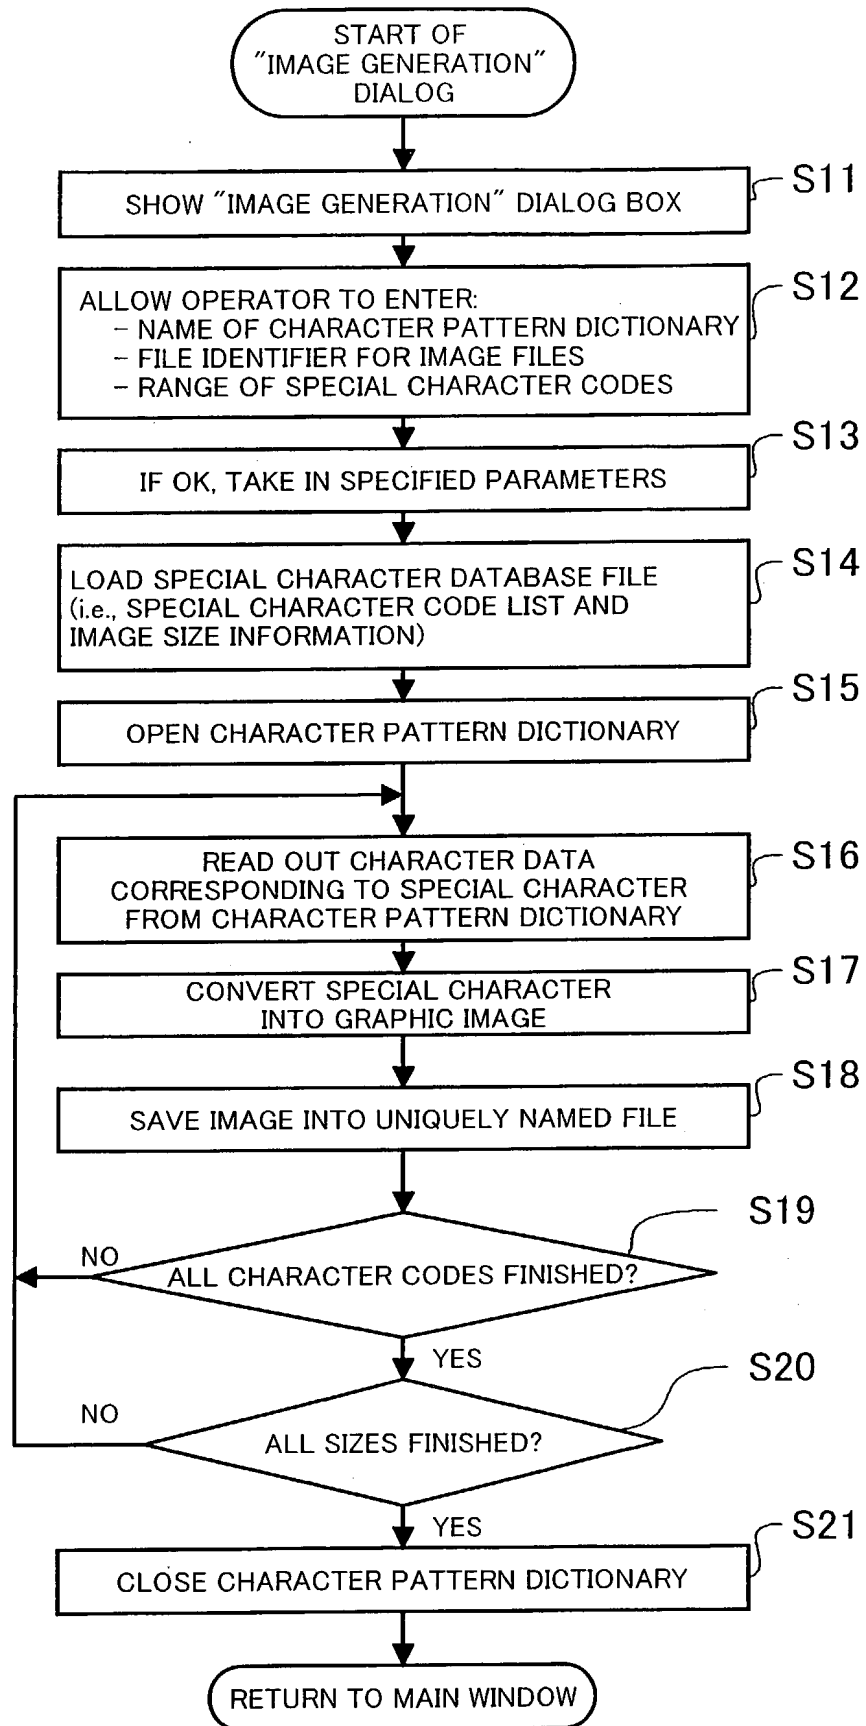 START OF
"IMAGE GENERATION"
DIALOG
SHOW "IMAGE GENERATION" DIALOG BOX
S11
ALLOW OPERATOR TO ENTER:
- NAME OF CHARACTER PATTERN DICTIONARY
- FILE IDENTIFIER FOR IMAGE FILES
- RANGE OF SPECIAL CHARACTER CODES
S12
IF OK, TAKE IN SPECIFIED PARAMETERS
S13
LOAD SPECIAL CHARACTER DATABASE FILE
(i.e., SPECIAL CHARACTER CODE LIST AND
IMAGE SIZE INFORMATION)
S14
OPEN CHARACTER PATTERN DICTIONARY
S15
READ OUT CHARACTER DATA
CORRESPONDING TO SPECIAL CHARACTER
FROM CHARACTER PATTERN DICTIONARY
S16
CONVERT SPECIAL CHARACTER
INTO GRAPHIC IMAGE
S17
SAVE IMAGE INTO UNIQUELY NAMED FILE
S18
ALL CHARACTER CODES FINISHED?
S19
NO
YES
ALL SIZES FINISHED?
S20
NO
YES
CLOSE CHARACTER PATTERN DICTIONARY
S21
RETURN TO MAIN WINDOW